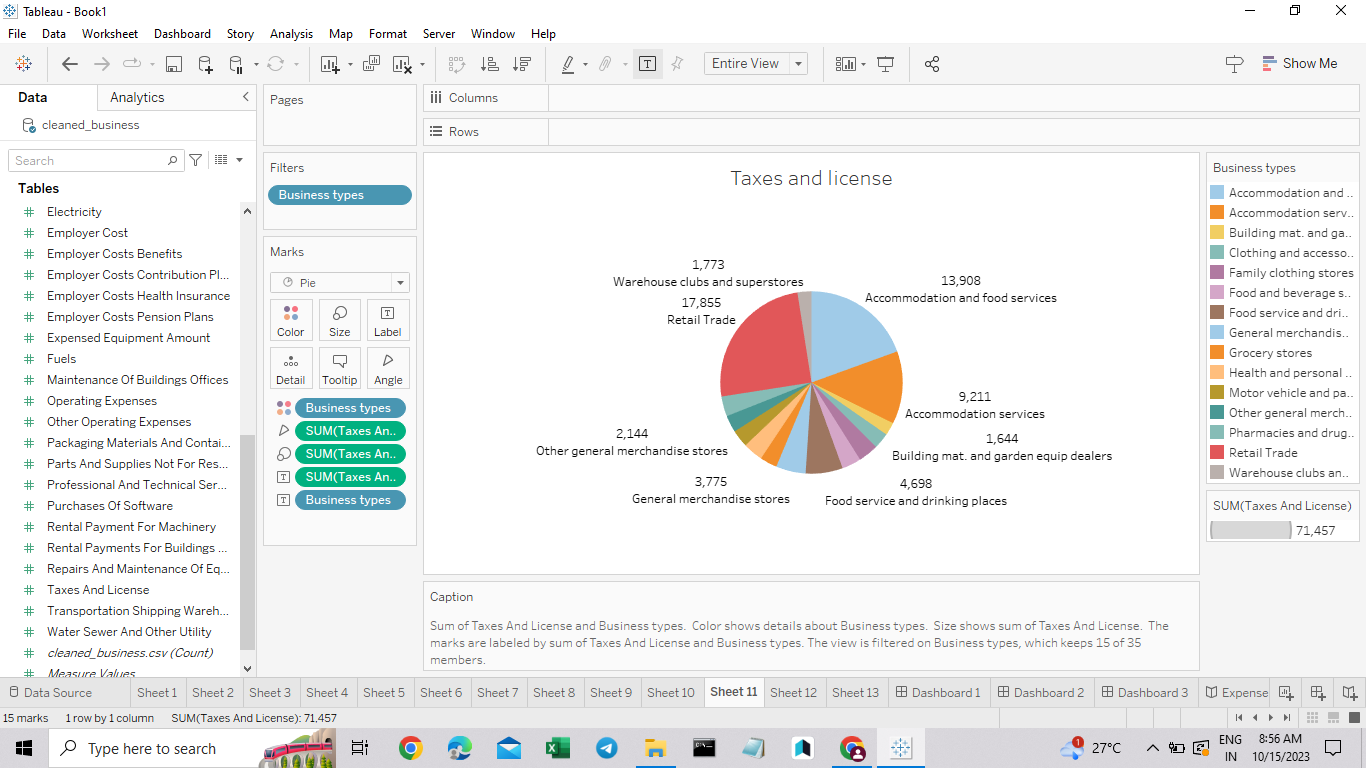 Tableau - Book1
File Data Worksheet Dashboard Story Analysis Map Format Server Window Help
Entire View
Show Me
Data Analytics
cleaned_business
Search
Tables
Electricity
Employer Cost
Employer Costs Benefits
Employer Costs Contribution Pl...
Employer Costs Health Insurance
Employer Costs Pension Plans
Expensed Equipment Amount
Fuels
Maintenance Of Buildings Offices
Operating Expenses
Other Operating Expenses
Packaging Materials And Contai...
Parts And Supplies Not For Res...
Professional And Technical Ser...
Purchases Of Software
Rental Payment For Machinery
Rental Payments For Buildings ...
Repairs And Maintenance Of Eq...
Taxes And License
Transportation Shipping Wareh...
Water Sewer And Other Utility
cleaned_business.csv (Count)
Measure Values
Pages
Filters
Business types
Marks
Pie
Color Size Label
Detail Tooltip Angle
Business types
SUM(Taxes An..
SUM(Taxes An..
SUM(Taxes An..
Business types
Columns
Rows
Taxes and license
1,773
Warehouse clubs and superstores
13,908
Accommodation and food services
17,855
Retail Trade
9,211
Accommodation services
2,144
Other general merchandise stores
1,644
Building mat. and garden equip dealers
3,775
General merchandise stores
4,698
Food service and drinking places
Caption
Sum of Taxes And License and Business types. Color shows details about Business types. Size shows sum of Taxes And License. The
marks are labeled by sum of Taxes And License and Business types. The view is filtered on Business types, which keeps 15 of 35
members.
Business types
Accommodation and ..
Accommodation serv..
Building mat. and ga..
Clothing and accesso..
Family clothing stores
Food and beverage s..
Food service and dri..
General merchandis..
Grocery stores
Health and personal ..
Motor vehicle and pa..
Other general merch..
Pharmacies and drug..
Retail Trade
Warehouse clubs an..
SUM(Taxes And License)
71,457
Data Source Sheet 1 Sheet 2 Sheet 3 Sheet 4 Sheet 5 Sheet 6 Sheet 7 Sheet 8 Sheet 9 Sheet 10 Sheet 11 Sheet 12 Sheet 13 Dashboard 1 Dashboard 2 Dashboard 3 Expense
15 marks 1 row by 1 column SUM(Taxes And License): 71,457
Type here to search
1
27°C
ENG
IN
8:56 AM
10/15/2023